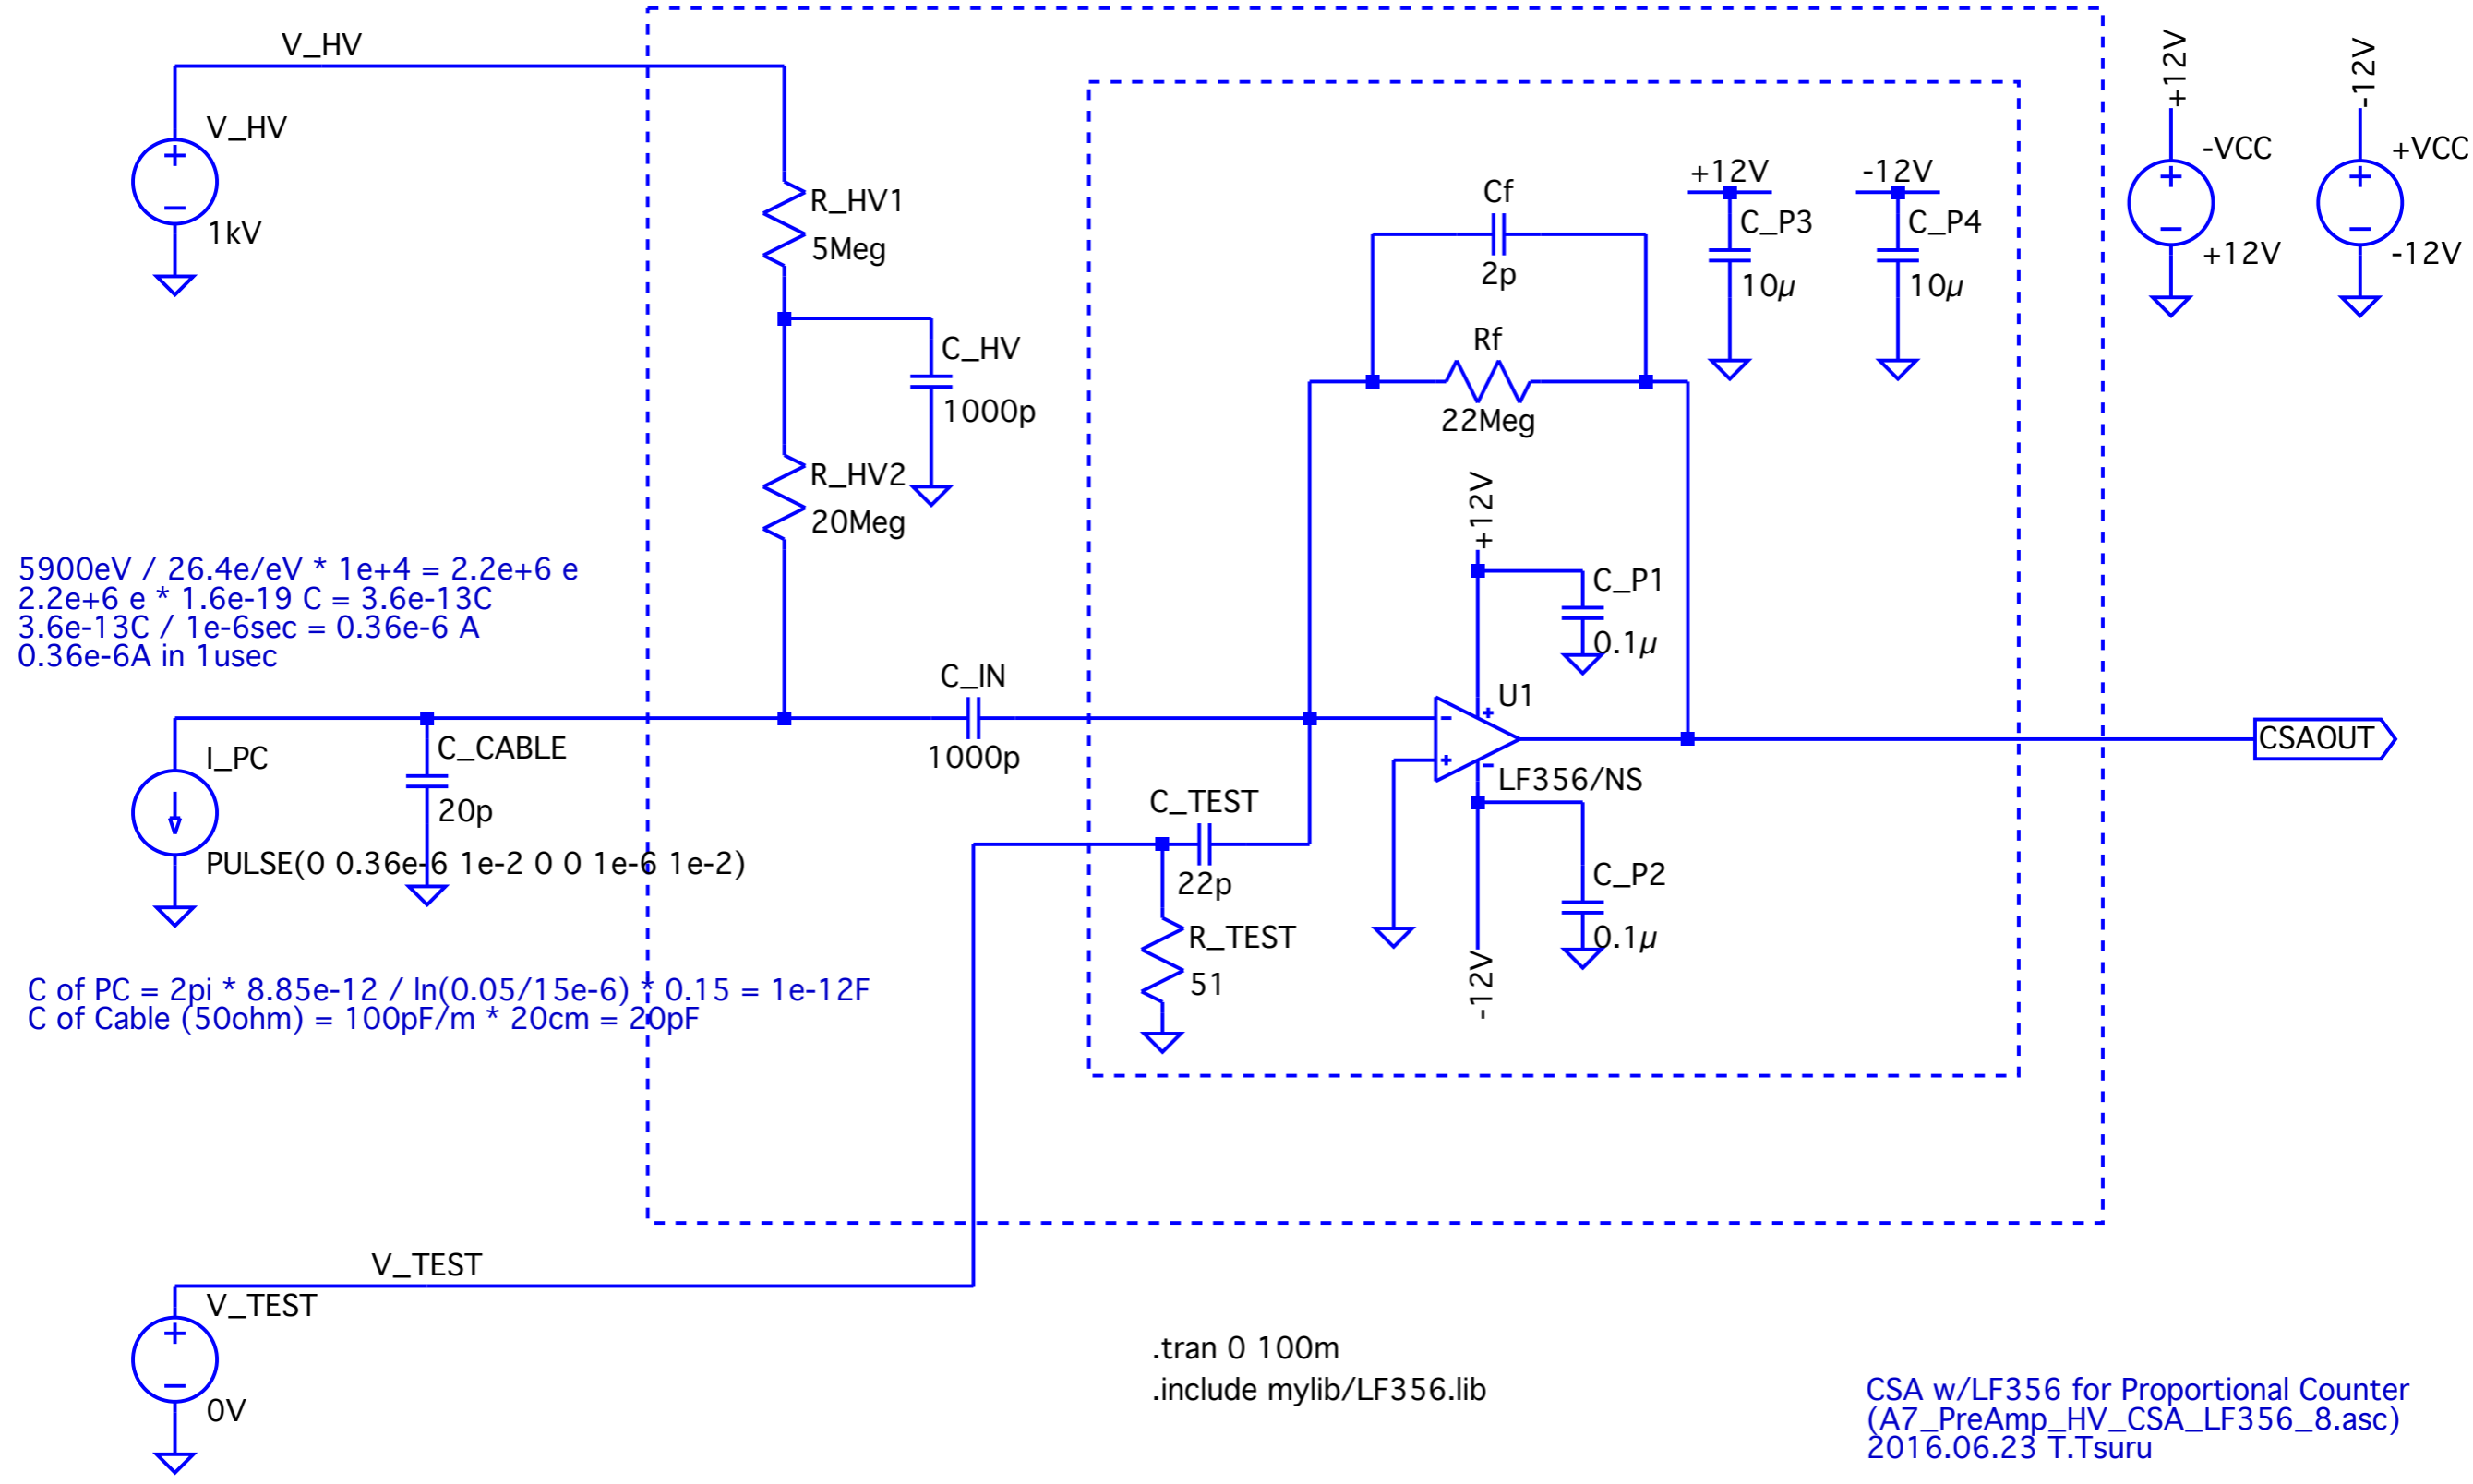 V_HV
V_HV
1kV
R_HV1
5Meg
C_HV
1000p
R_HV2
20Meg
Cf
2p
Rf
22Meg
+12V
C_P3
10µ
-12V
C_P4
10µ
+12V
-VCC
+12V
-12V
+VCC
-12V
5900eV / 26.4e/eV * 1e+4 = 2.2e+6 e
2.2e+6 e * 1.6e-19 C = 3.6e-13C
3.6e-13C / 1e-6sec = 0.36e-6 A
0.36e-6A in 1usec
+12V
C_P1
0.1µ
C_IN
1000p
U1
LF356/NS
CSAOUT
I_PC
PULSE(0 0.36e-6 1e-2 0 0 1e-6 1e-2)
C_CABLE
20p
C_TEST
22p
R_TEST
51
C_P2
0.1µ
-12V
C of PC = 2pi * 8.85e-12 / ln(0.05/15e-6) * 0.15 = 1e-12F
C of Cable (50ohm) = 100pF/m * 20cm = 20pF
V_TEST
V_TEST
0V
.tran 0 100m
.include mylib/LF356.lib
CSA w/LF356 for Proportional Counter
(A7_PreAmp_HV_CSA_LF356_8.asc)
2016.06.23 T.Tsuru